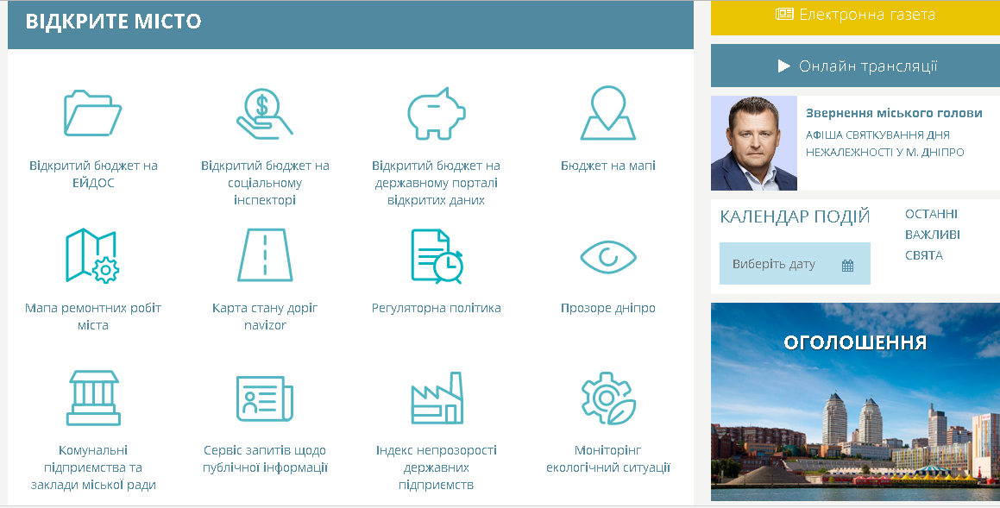 ВІДКРИТЕ МІСТО
Відкритий бюджет на
ЕЙДОС
Відкритий бюджет на
соціальному
інспекторі
Відкритий бюджет на
державному порталі
відкритих даних
Бюджет на мапі
Мапа ремонтних робіт
міста
Карта стану доріг
navizor
Регуляторна політика
Прозоре дніпро
Комунальні
підприємства та
заклади міської ради
Сервіс запитів щодо
публічної інформації
Індекс непрозорості
державних
підприємств
Моніторінг
екологічний ситуації
Електронна газета
Онлайн трансляції
Звернення міського голови
АФІША СВЯТКУВАННЯ ДНЯ
НЕЖАЛЕЖНОСТІ У М. ДНІПРО
КАЛЕНДАР ПОДІЙ
Виберіть дату
ОСТАННІ
ВАЖЛИВІ
СВЯТА
ОГОЛОШЕННЯ